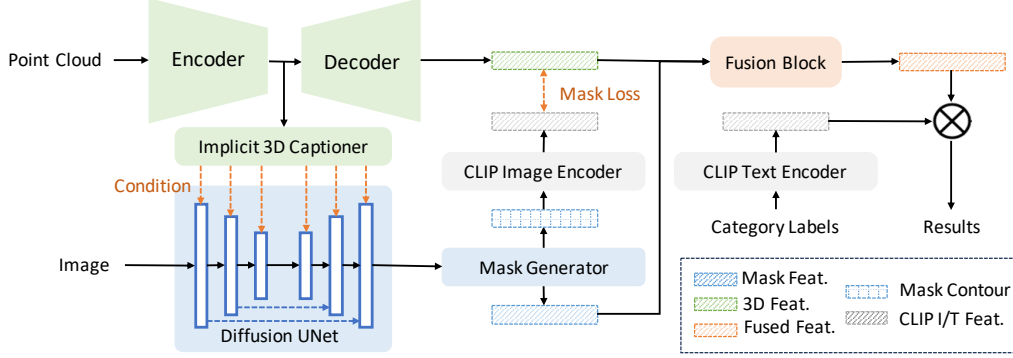 Point Cloud
Encoder
Decoder
Fusion Block
Mask Loss
Implicit 3D Captioner
CLIP Image Encoder
CLIP Text Encoder
Condition
Category Labels
Results
Image
Mask Generator
Diffusion UNet
Mask Feat.
3D Feat.
Fused Feat.
Mask Contour
CLIP I/T Feat.